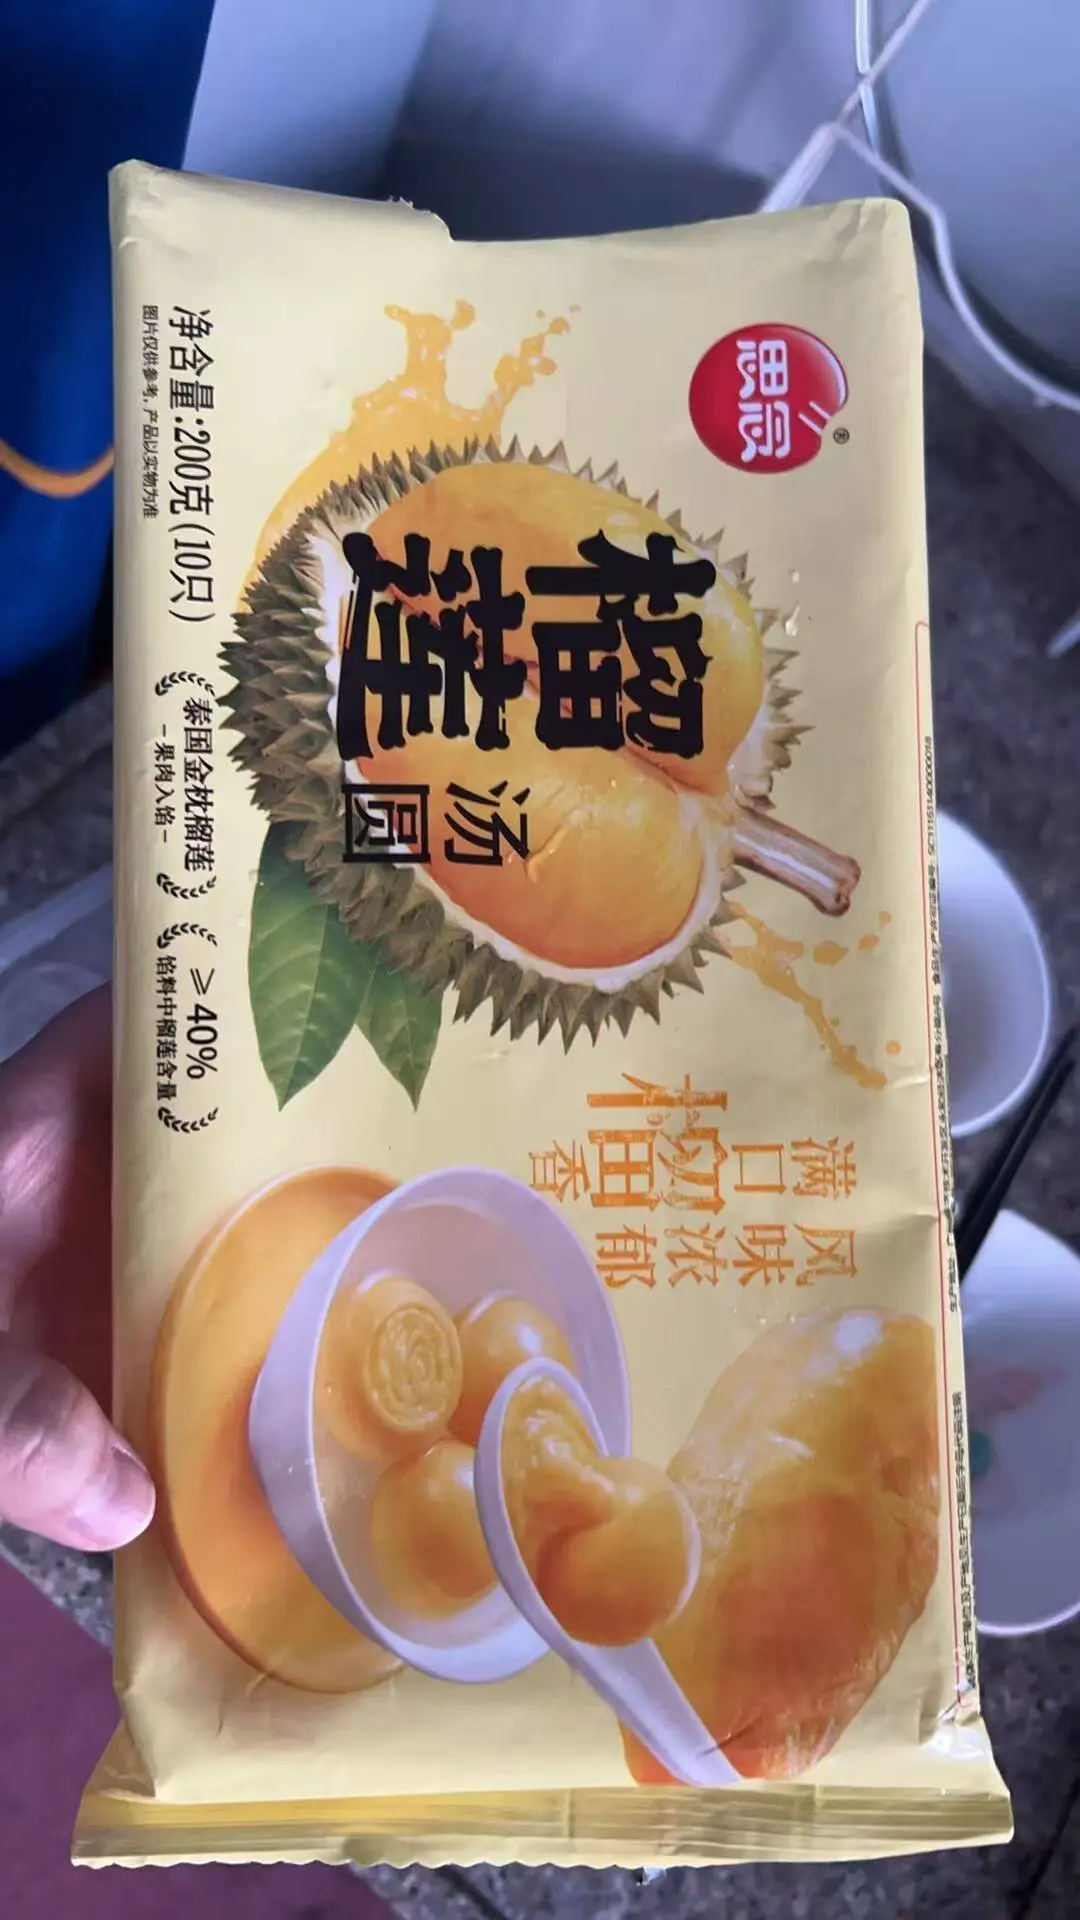 思念®
榴莲
汤圆
满口
榴香
风味浓郁
净含量:200克(10只)
图片仅供参考,产品以实物为准
泰国金枕榴莲
-果肉入馅-
≥40%
馅料中榴莲含量